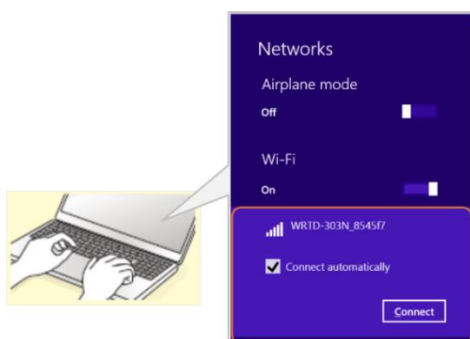 Networks
Airplane mode
Off
Wi-Fi
On
WRTD-303N_8545f7
Connect automatically
Connect